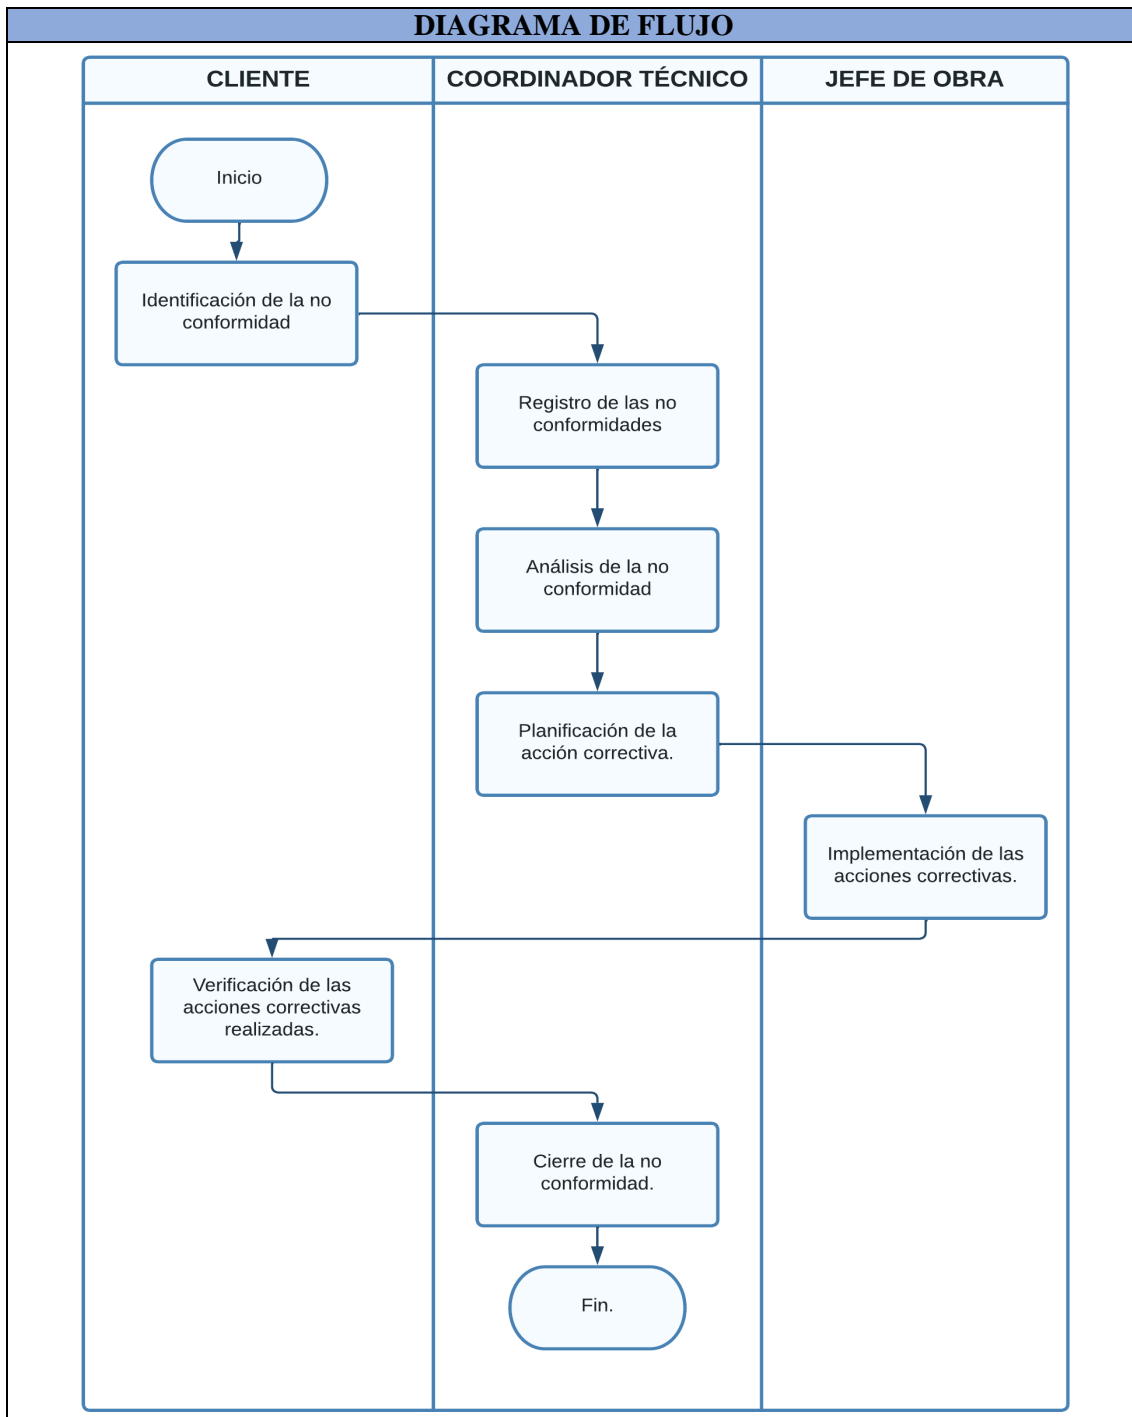 DIAGRAMA DE FLUJO
CLIENTE
COORDINADOR TÉCNICO
JEFE DE OBRA
Inicio
Identificación de la no
conformidad
Registro de las no
conformidades
Análisis de la no
conformidad
Planificación de la
acción correctiva.
Implementación de las
acciones correctivas.
Verificación de las
acciones correctivas
realizadas.
Cierre de la no
conformidad.
Fin.